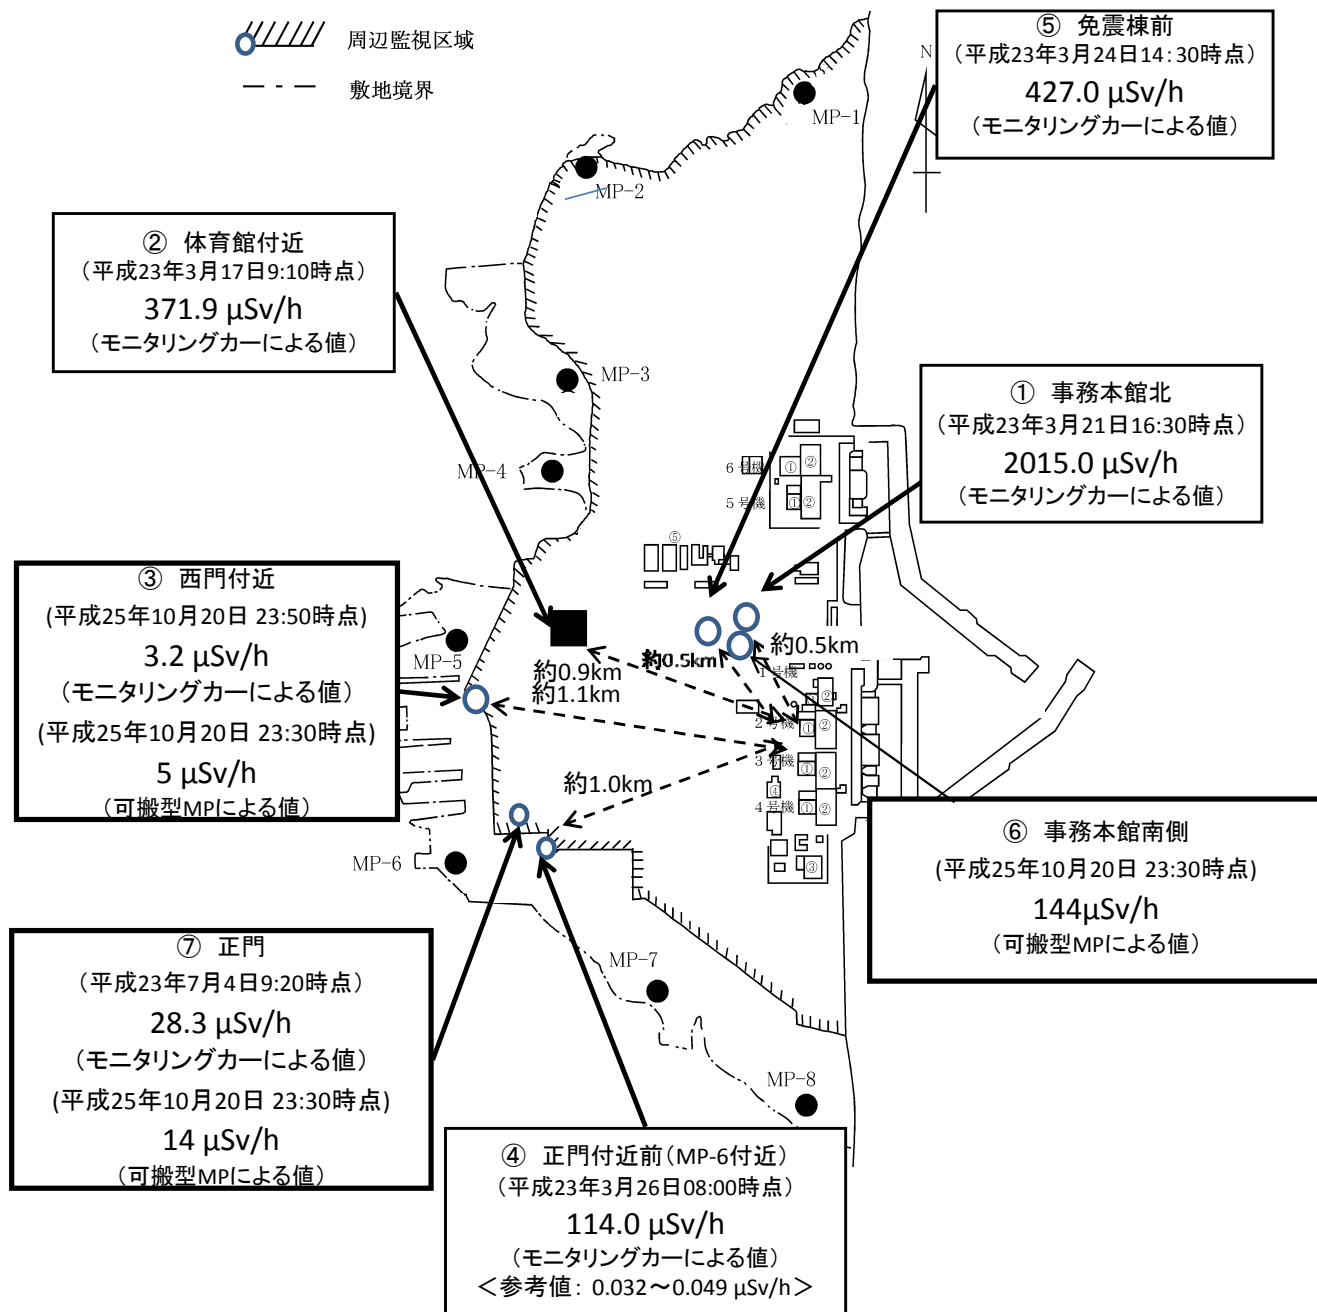 周辺監視区域
敷地境界
⑤ 免震棟前
（平成23年3月24日14:30時点）
427.0 μSv/h
（モニタリングカーによる値）
N
MP-1
MP-2
② 体育館付近
（平成23年3月17日9:10時点）
371.9 μSv/h
（モニタリングカーによる値）
MP-3
① 事務本館北
（平成23年3月21日16:30時点）
2015.0 μSv/h
（モニタリングカーによる値）
MP-4
6号機
①
②
5号機
①
②
⑤
③ 西門付近
(平成25年10月20日 23:50時点)
3.2 μSv/h
（モニタリングカーによる値）
(平成25年10月20日 23:30時点)
5 μSv/h
（可搬型MPによる値）
MP-5
約0.9km
約1.1km
約0.5km
約0.5km
1号機
②
2号機
①
②
3号機
①
②
約1.0km
④
4号機
①
②
③
MP-6
⑥ 事務本館南側
(平成25年10月20日 23:30時点)
144μSv/h
（可搬型MPによる値）
⑦ 正門
（平成23年7月4日9:20時点）
28.3 μSv/h
（モニタリングカーによる値）
(平成25年10月20日 23:30時点)
14 μSv/h
（可搬型MPによる値）
MP-7
MP-8
④ 正門付近前（MP-6付近）
（平成23年3月26日08:00時点）
114.0 μSv/h
（モニタリングカーによる値）
＜参考値: 0.032～0.049 μSv/h＞